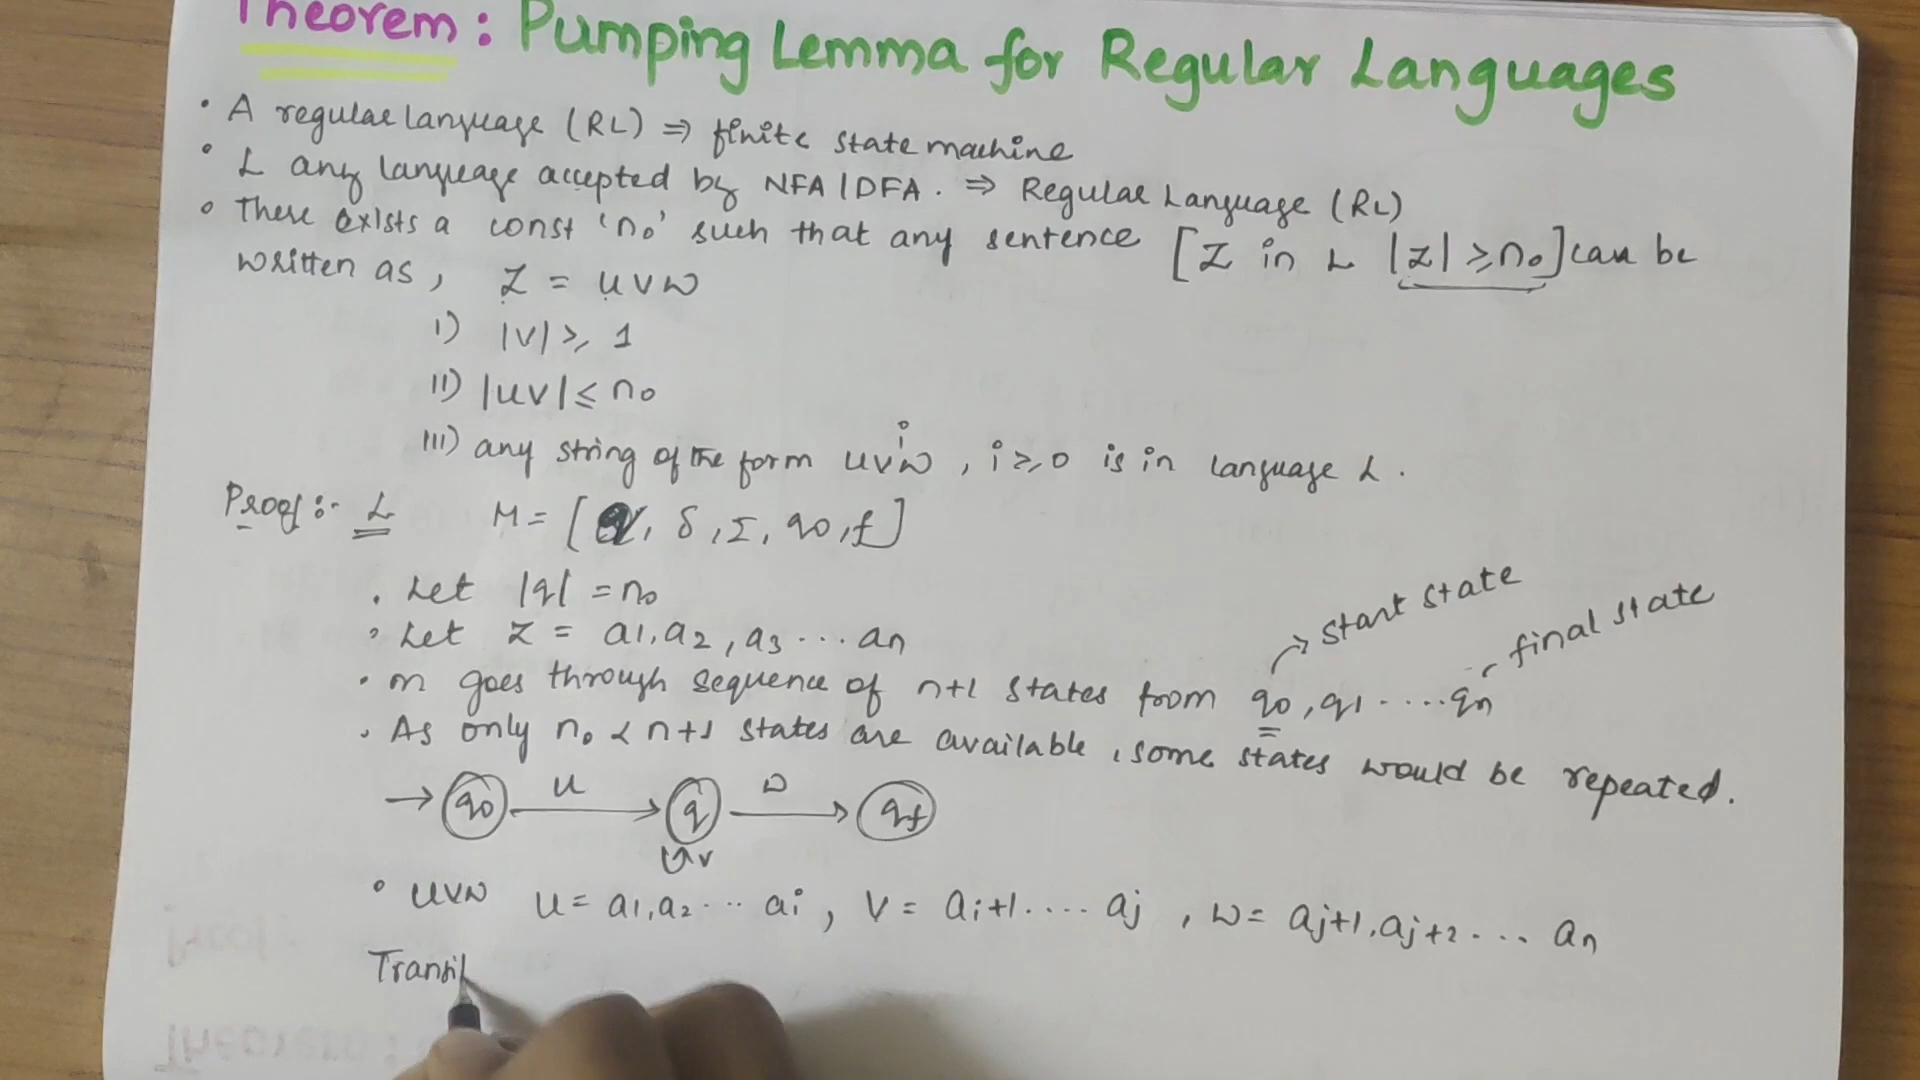 Theorem : Pumping Lemma for Regular Languages
• A regular language (RL) ⇒ finite state machine
• L any language accepted by NFA/DFA. ⇒ Regular Language (RL)
• There exists a const 'n₀' such that any sentence [Z in L |z| ≥ n₀] can be
written as, Z = uvw
i) |v| ≥ 1
ii) |uv| ≤ n₀
iii) any string of the form uvⁱw, i ≥ 0 is in language L.
Proof :- L M = [Q, δ, Σ, q0, f]
• Let |q| = n₀
• Let Z = a1, a2, a3 ... an
→ start state
final state
• m goes through sequence of n+1 states from q0, q1 .... qn
• As only n₀ < n+1 states are available, some states would be repeated.
→ q0 u → q w → qf
v
• uvw u = a1, a2 ... ai, v = ai+1 .... aj, w = aj+1, aj+2 .... an
Transi